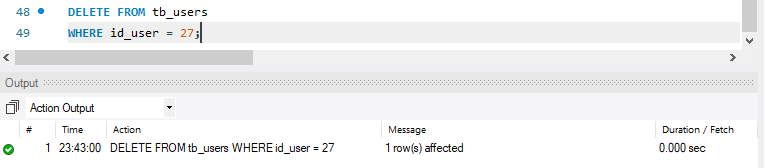 48 DELETE FROM tb_users
49 WHERE id_user = 27;
Output
Action Output
# Time Action Message Duration / Fetch
1 23:43:00 DELETE FROM tb_users WHERE id_user = 27 1 row(s) affected 0.000 sec